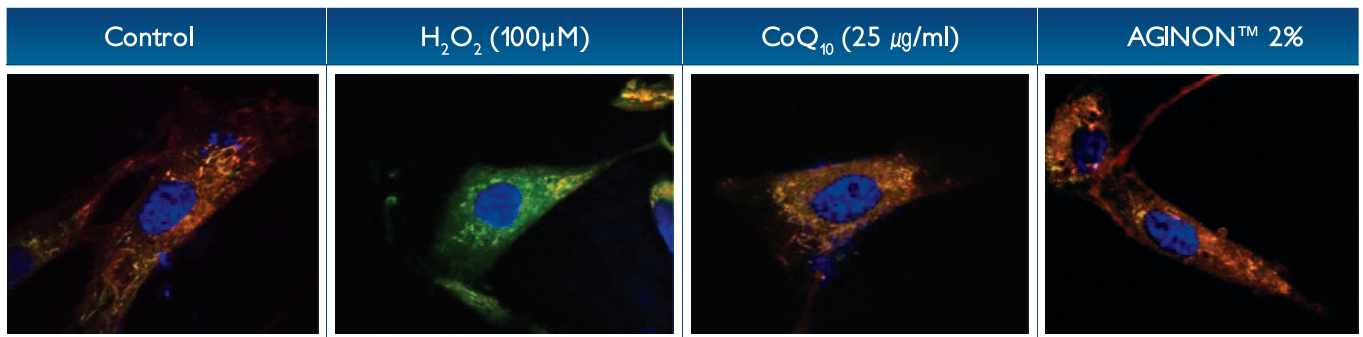 Control
H₂O₂ (100µM)
CoQ₁₀ (25 µg/ml)
AGINON™ 2%